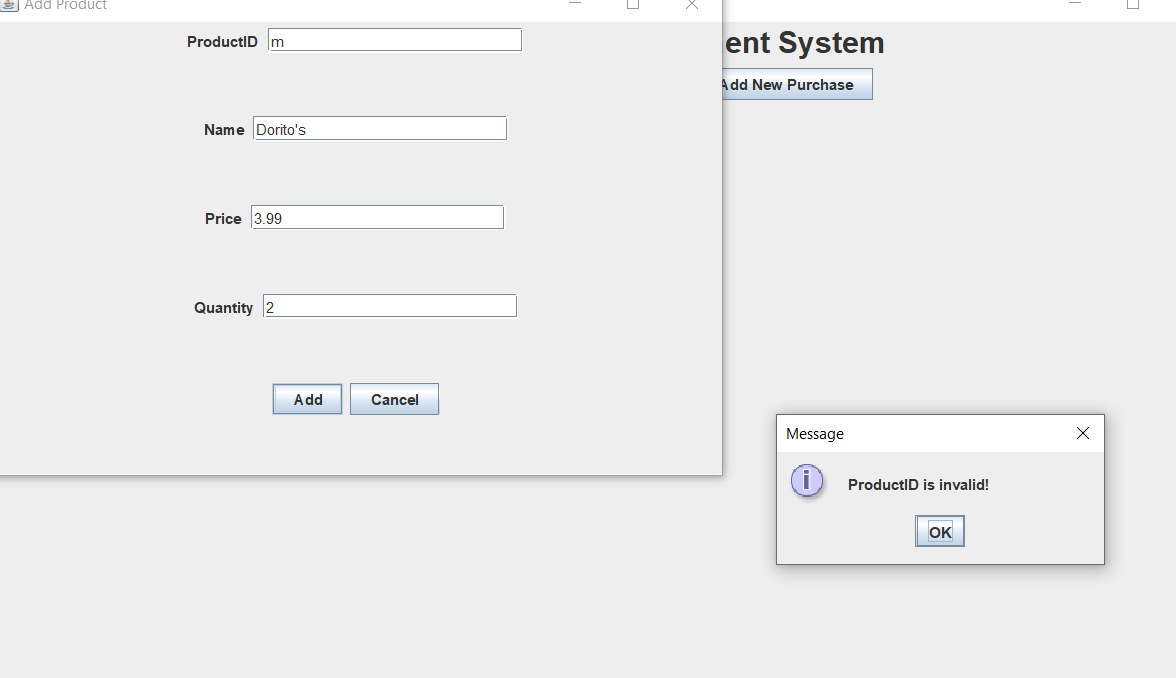 Add Product
ProductID m
ent System
Add New Purchase
Name Dorito's
Price 3.99
Quantity 2
Add Cancel
Message
i ProductID is invalid!
OK